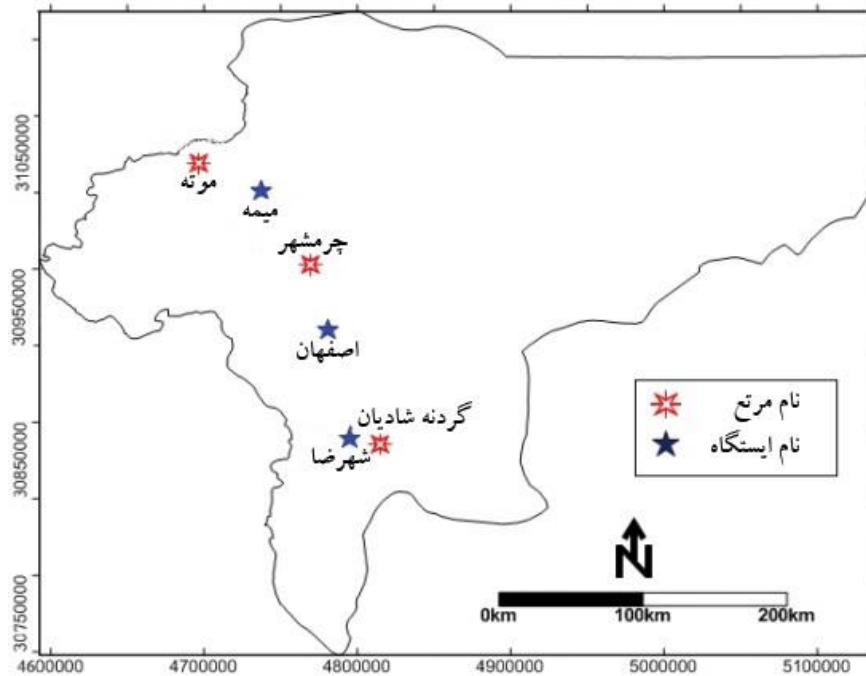 31050000
30950000
30850000
30750000
موته
میمه
چرمشهر
اصفهان
گردنه شادیان
شهرضا
نام مرتع
نام ایستگاه
N
0km 100km 200km
4600000 4700000 4800000 4900000 5000000 5100000